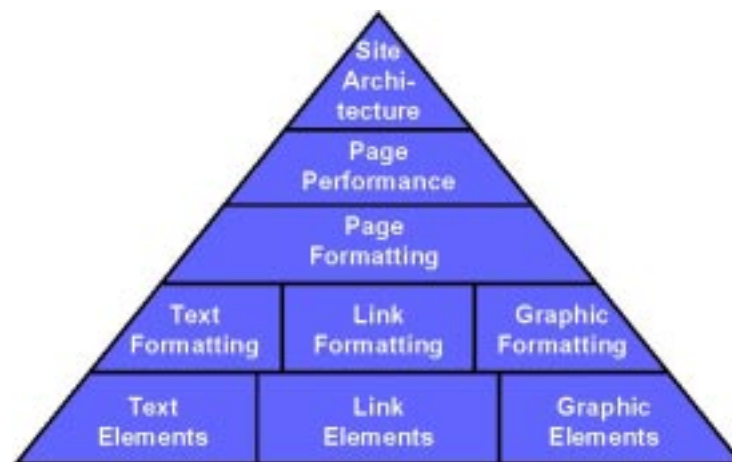 Site
Archi-
tecture
Page
Performance
Page
Formatting
Text
Formatting
Link
Formatting
Graphic
Formatting
Text
Elements
Link
Elements
Graphic
Elements